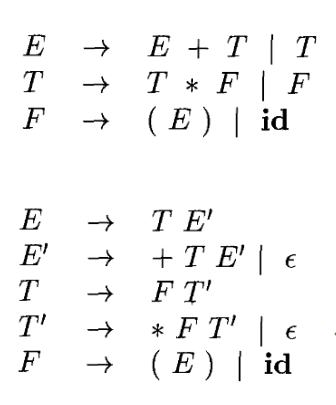 E → E + T | T
T → T * F | F
F → ( E ) | id
E → T E′
E′ → + T E′ | ϵ
T → F T′
T′ → * F T′ | ϵ
F → ( E ) | id